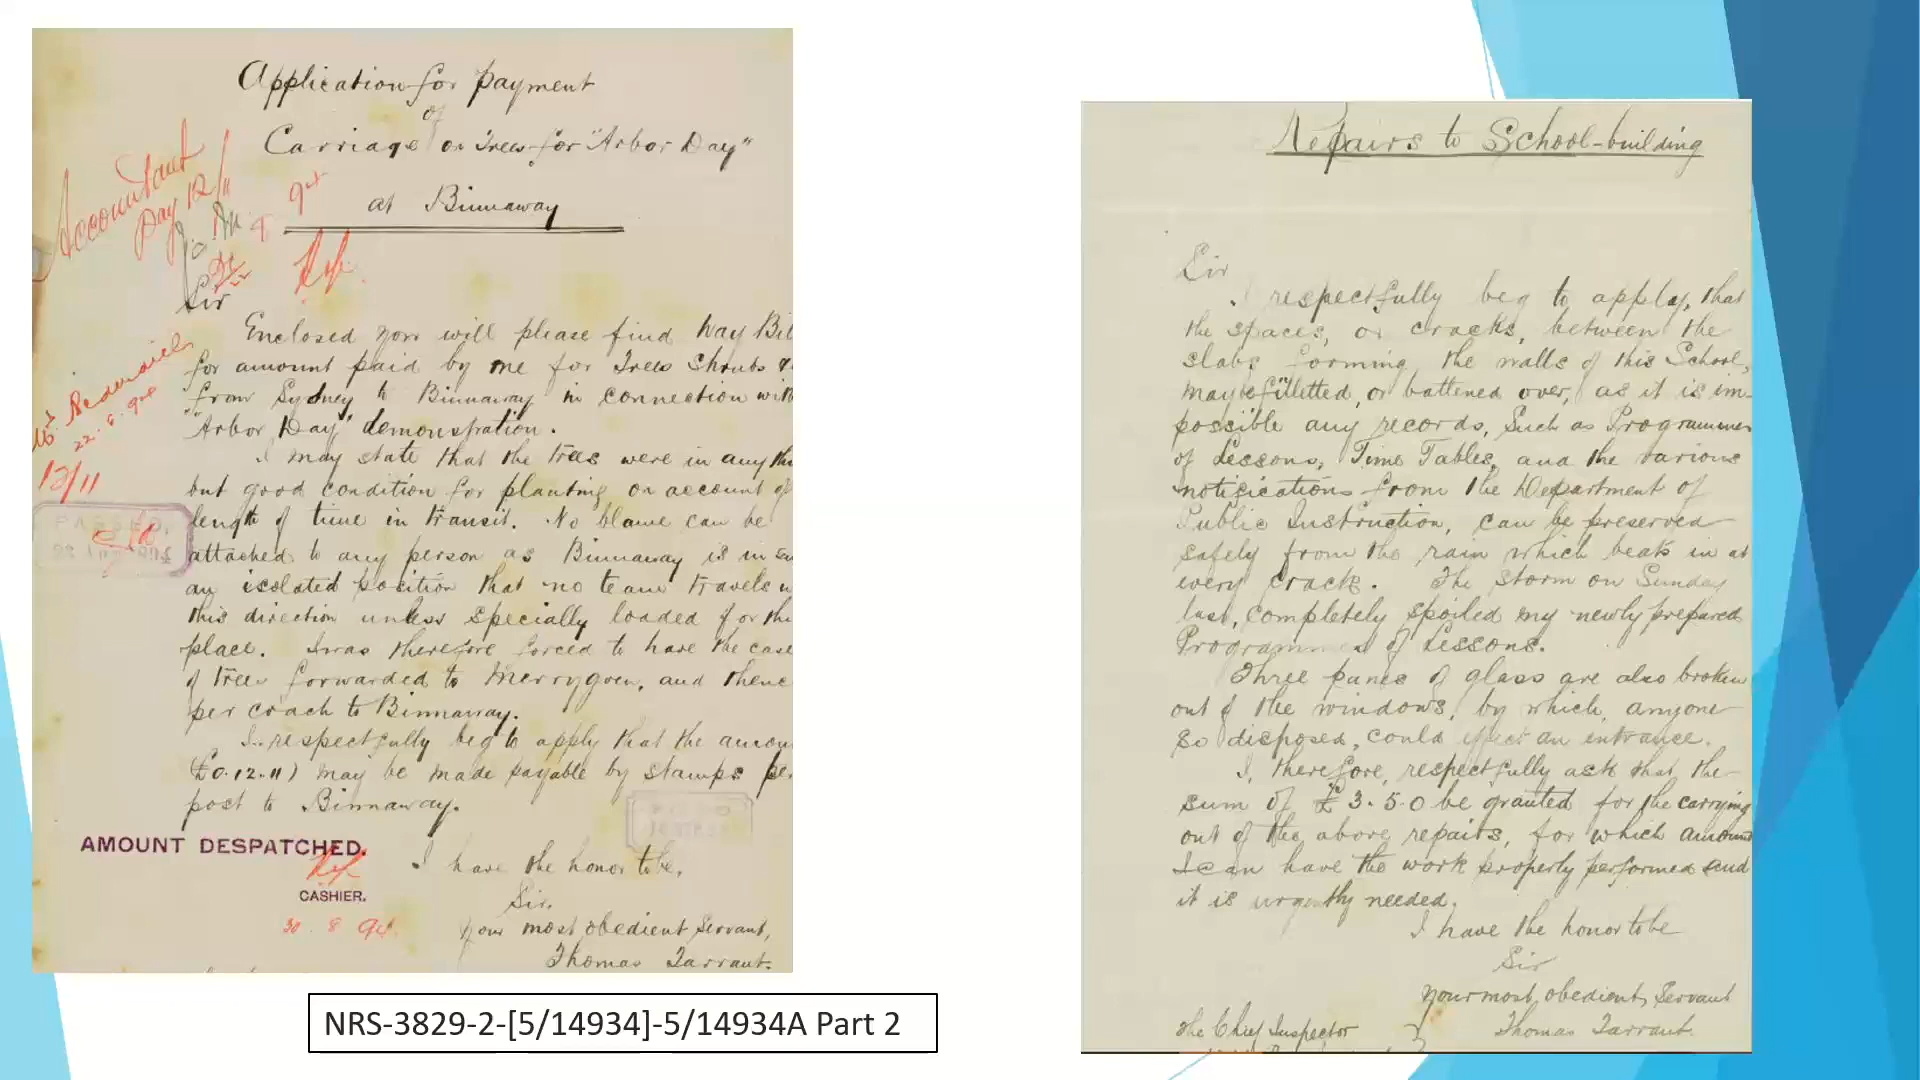 Application for payment
of
Carriage on Trees for "Arbor Day"
at Binnaway
Accountant
Sir
Enclosed you will please find Way Bil
for amount paid by me for Trees Shrubs &
from Sydney to Binnaway in connection with
"Arbor Day" demonstration.
I may state that the trees were in any thi
but good condition for planting on account of
length of time in transit. No blame can be
attached to any person as Binnaway is in su
an isolated position that no team travels
this direction unless specially loaded for the
place. I was therefore forced to have the case
of trees forwarded to Merrygoen, and thenc
per coach to Binnaway.
I respectfully beg to apply that the amoun
(£0.12.11) may be made payable by stamps pe
post to Binnaway.
12/11
PASSED
AMOUNT DESPATCHED.
CASHIER.
30. 8 94.
I have the honor to be,
Sir,
Your most obedient Servant,
Thomas Tarrant.
NRS-3829-2-[5/14934]-5/14934A Part 2
Repairs to School-building
Sir
I respectfully beg to apply, that
the spaces, or cracks, between the
slabs forming the walls of this School,
may be filletted, or battened over, as it is im-
possible any records, Such as Programmes
of Lessons, Time Tables, and the various
notifications from the Department of
Public Instruction, can be preserved
safely from the rain which beats in at
every crack. The storm on Sunday
last, completely spoiled my newly prepared
Programmes of Lessons.
Three panes of glass are also broken
out of the windows, by which, anyone
so disposed, could effect an entrance.
I, therefore, respectfully ask that the
sum of £3.5.0 be granted for the carrying
out of the above repairs, for which amount
I can have the work properly performed and
it is urgently needed.
I have the honor to be
Sir
Your most obedient Servant
Thomas Tarrant.
The Chief Inspector